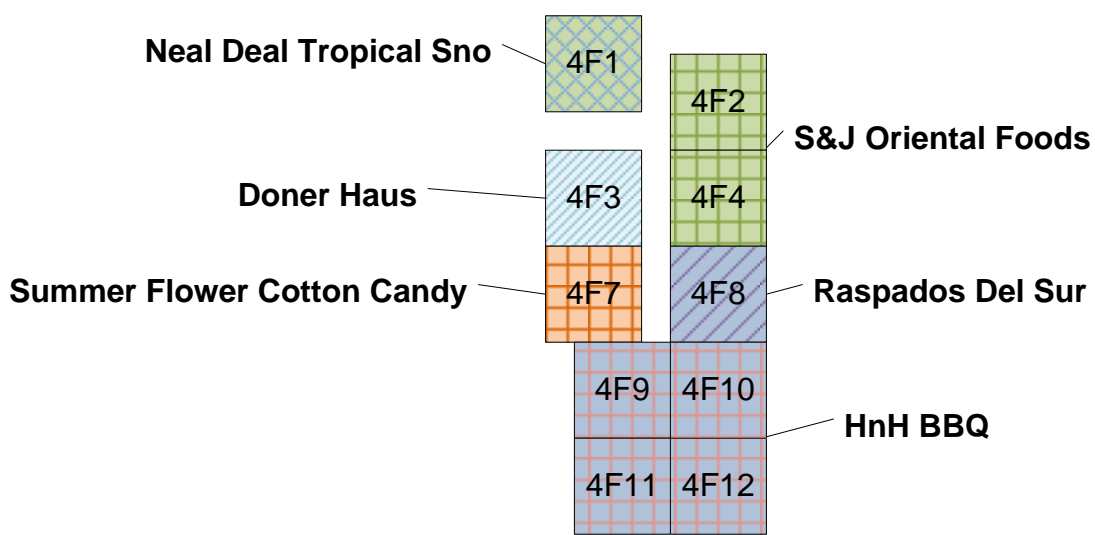 Neal Deal Tropical Sno
4F1
4F2
S&J Oriental Foods
Doner Haus
4F3
4F4
Summer Flower Cotton Candy
4F7
4F8
Raspados Del Sur
4F9
4F10
HnH BBQ
4F11
4F12